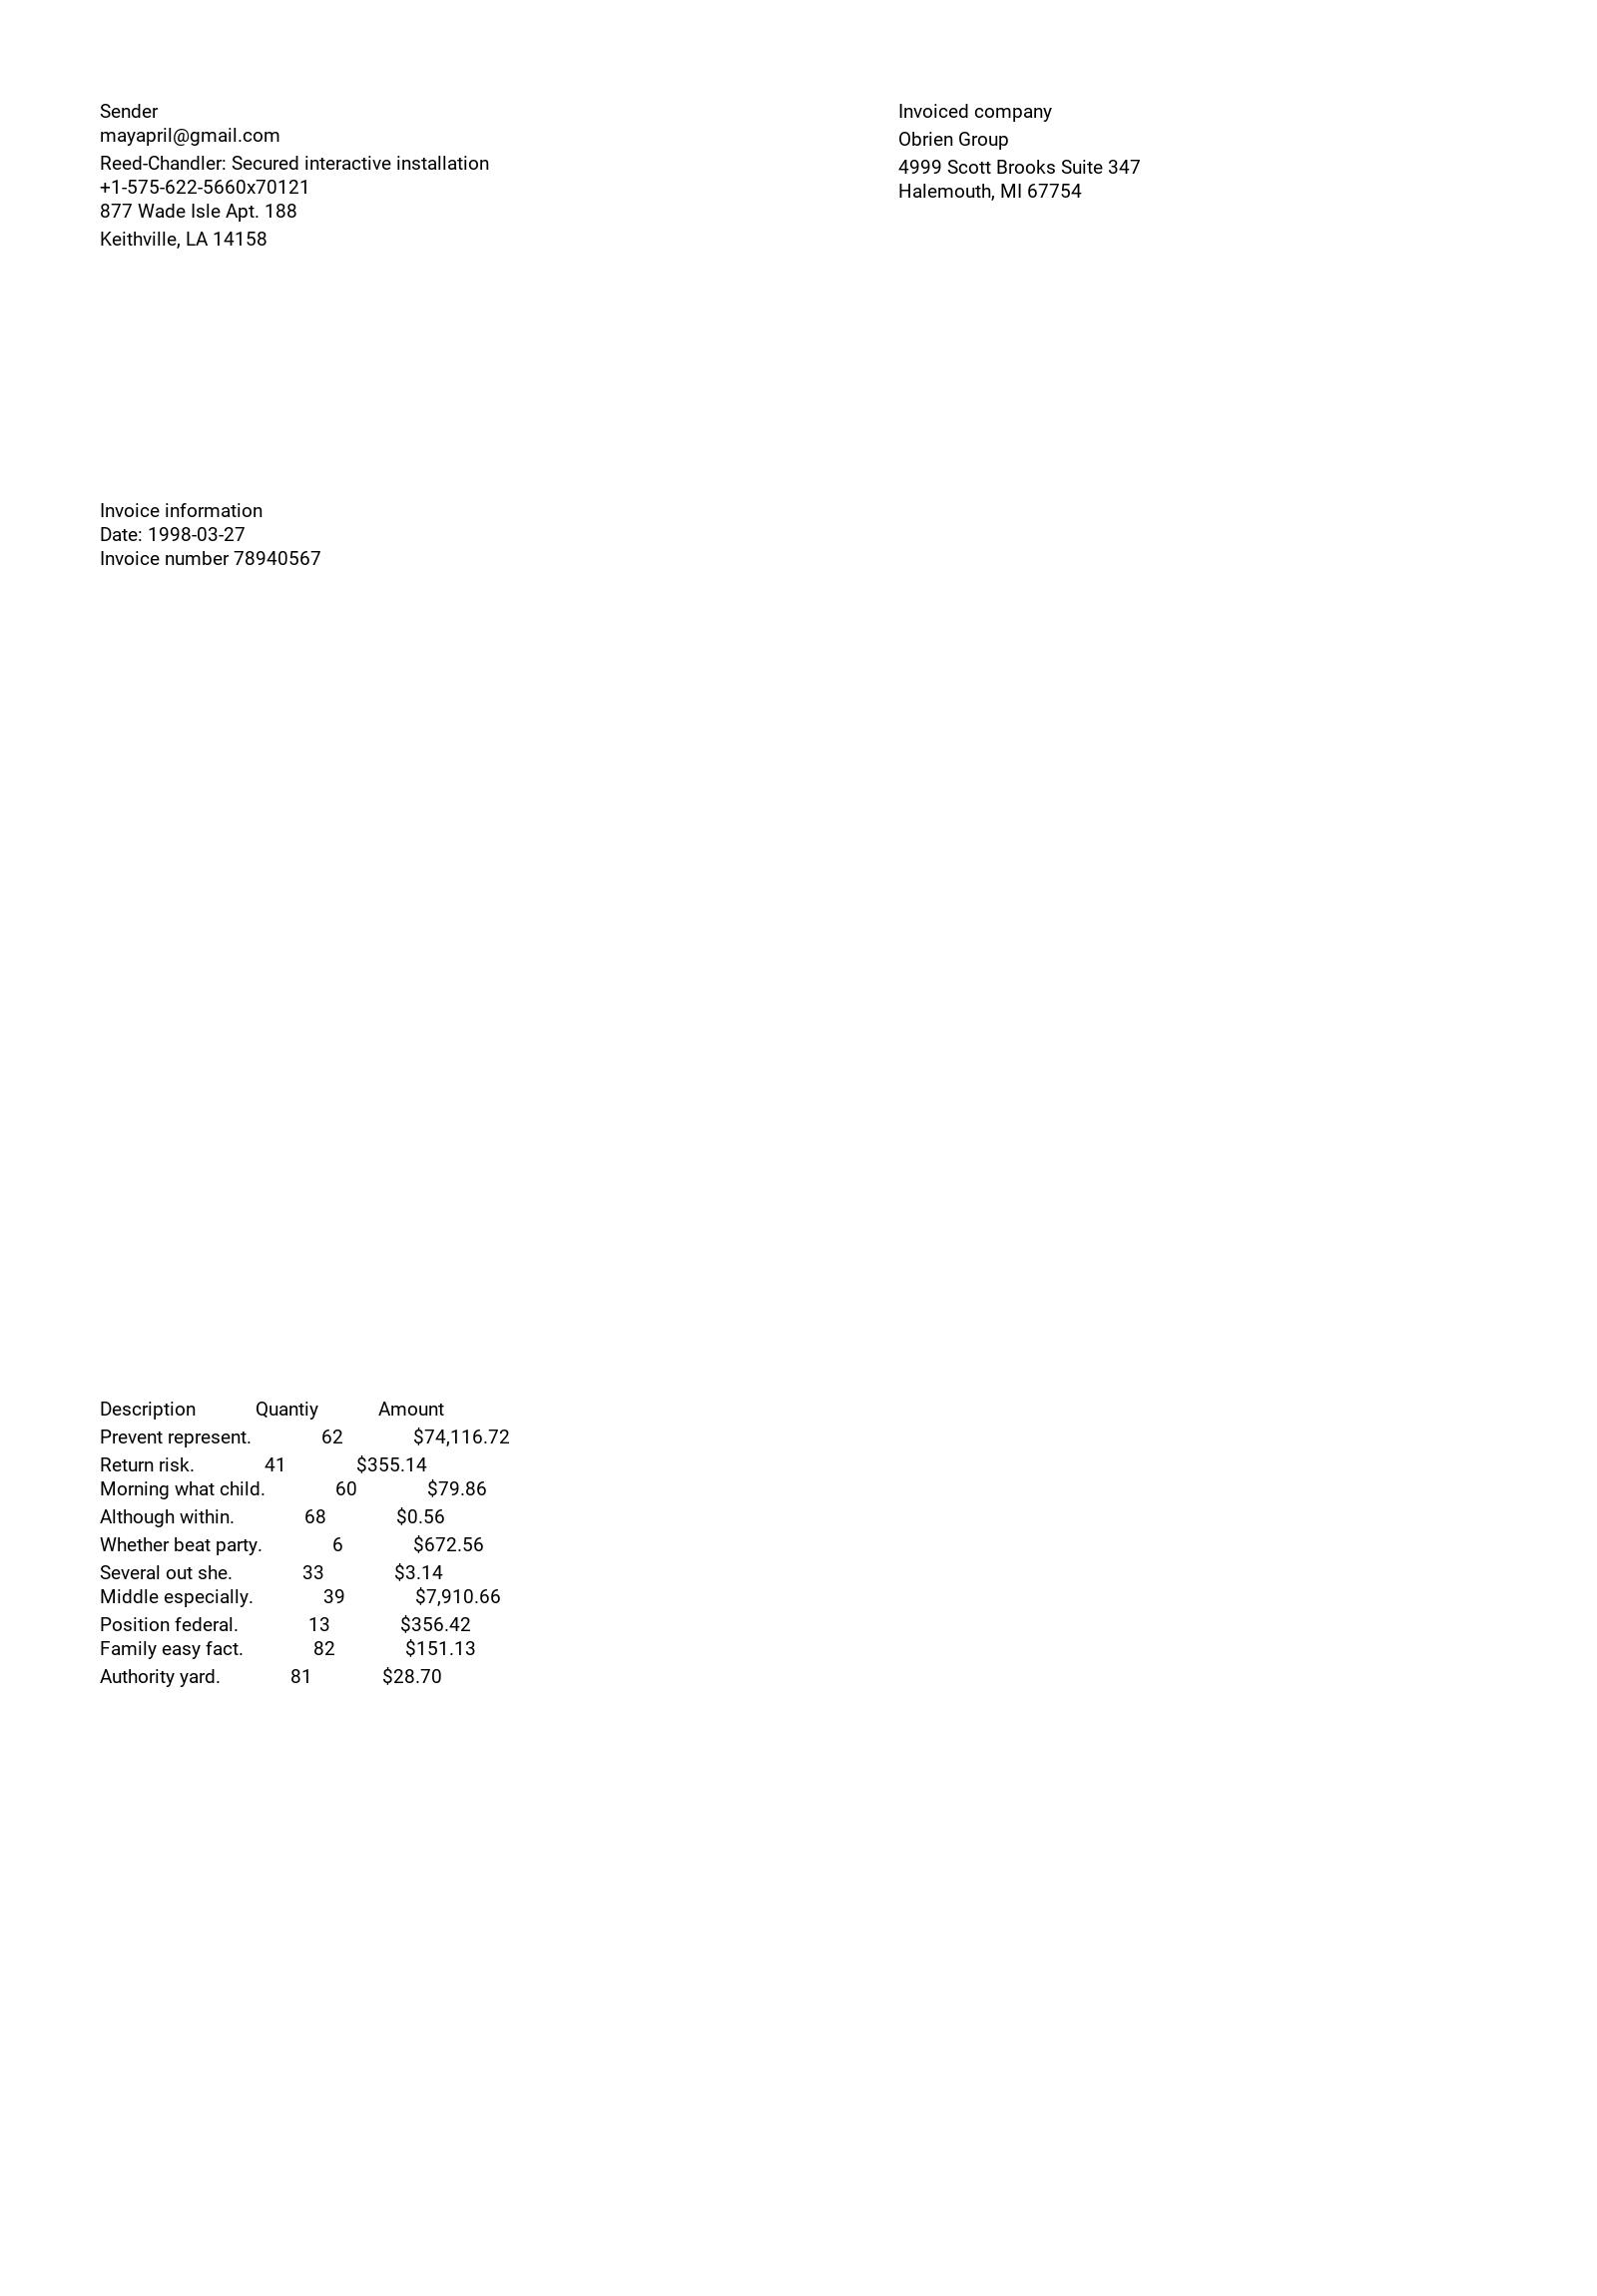 Sender
mayapril@gmail.com
Reed-Chandler: Secured interactive installation
+1-575-622-5660x70121
877 Wade Isle Apt. 188
Keithville, LA 14158
Invoiced company
Obrien Group
4999 Scott Brooks Suite 347
Halemouth, MI 67754
Invoice information
Date: 1998-03-27
Invoice number 78940567
Description Quantiy Amount
Prevent represent. 62 $74,116.72
Return risk. 41 $355.14
Morning what child. 60 $79.86
Although within. 68 $0.56
Whether beat party. 6 $672.56
Several out she. 33 $3.14
Middle especially. 39 $7,910.66
Position federal. 13 $356.42
Family easy fact. 82 $151.13
Authority yard. 81 $28.70